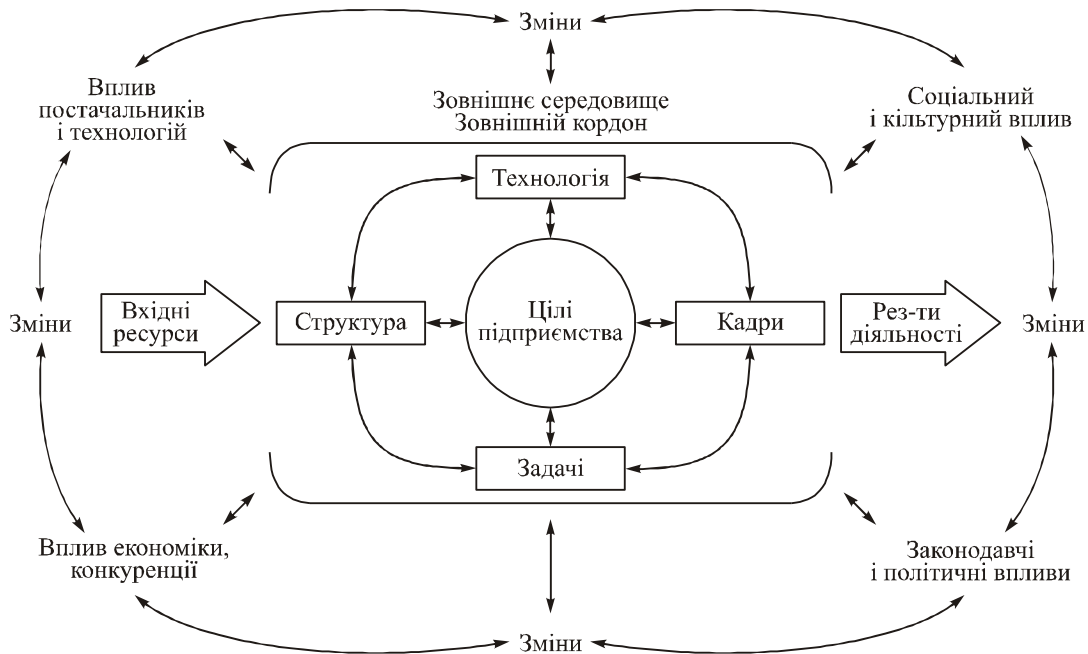 Зміни
Вплив
постачальників
і технологій
Зовнішнє середовище
Зовнішній кордон
Соціальний
і кільтурний вплив
Технологія
Зміни
Вхідні
ресурси
Структура
Цілі
підприємства
Кадри
Рез-ти
діяльності
Зміни
Задачі
Вплив економіки,
конкуренції
Законодавчі
і політичні впливи
Зміни